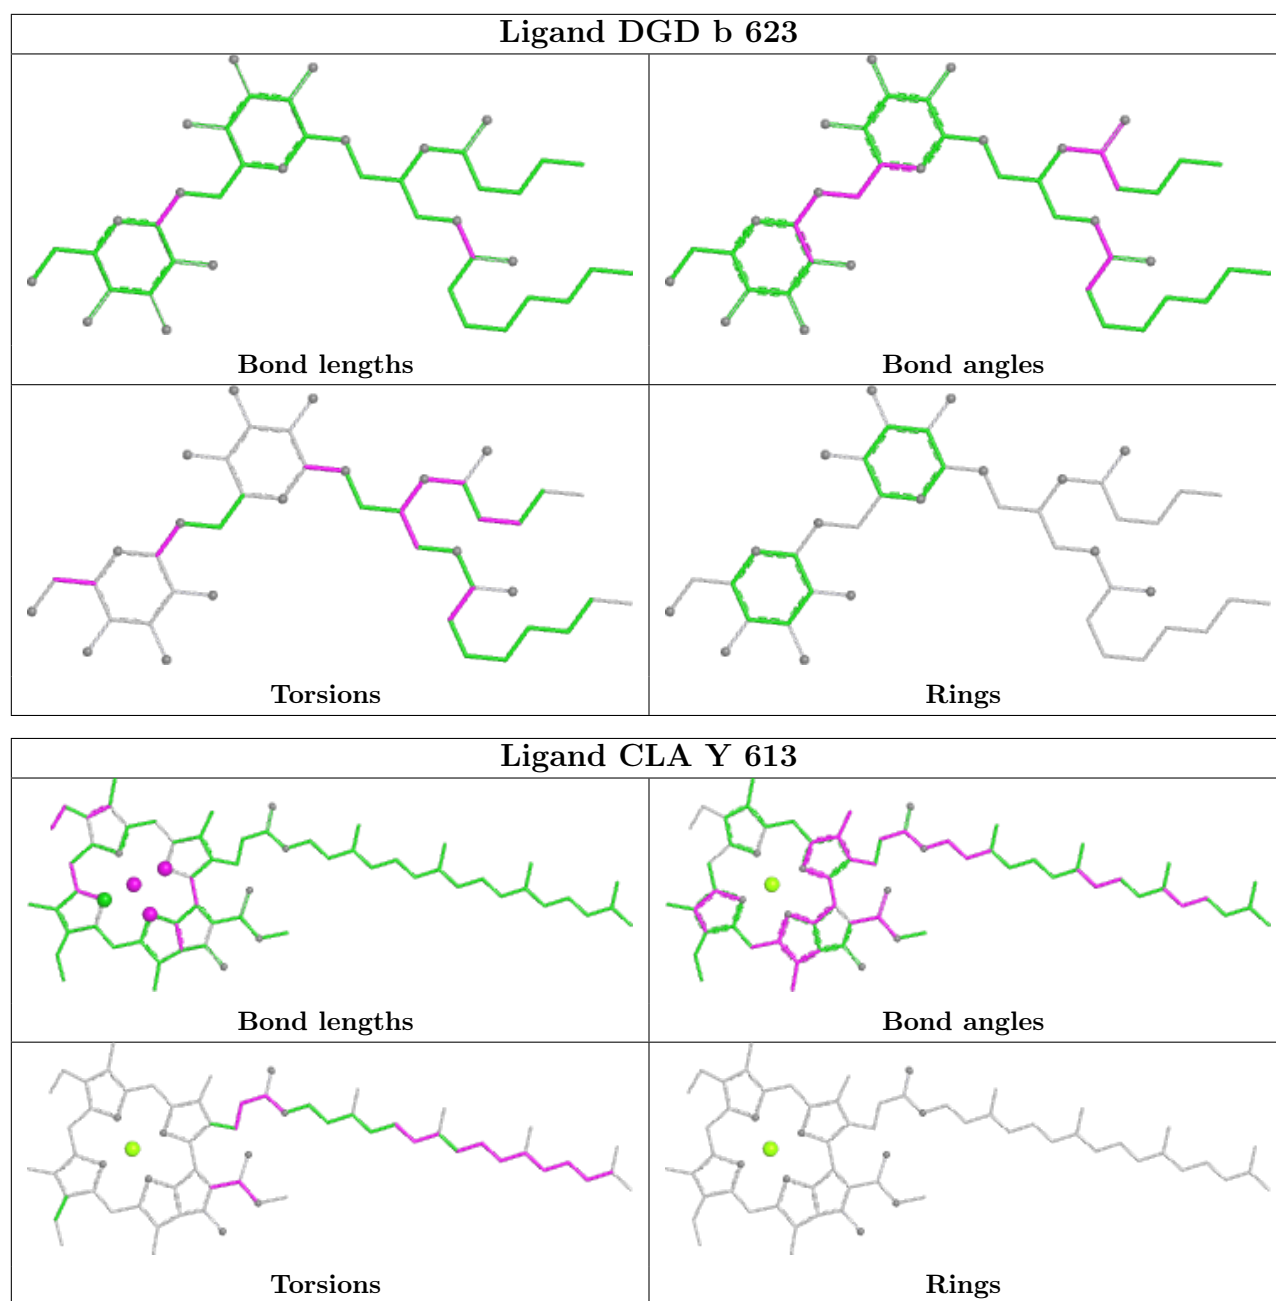 Ligand DGD b 623
Bond lengths
Bond angles
Torsions
Rings
Ligand CLA Y 613
Bond lengths
Bond angles
Torsions
Rings